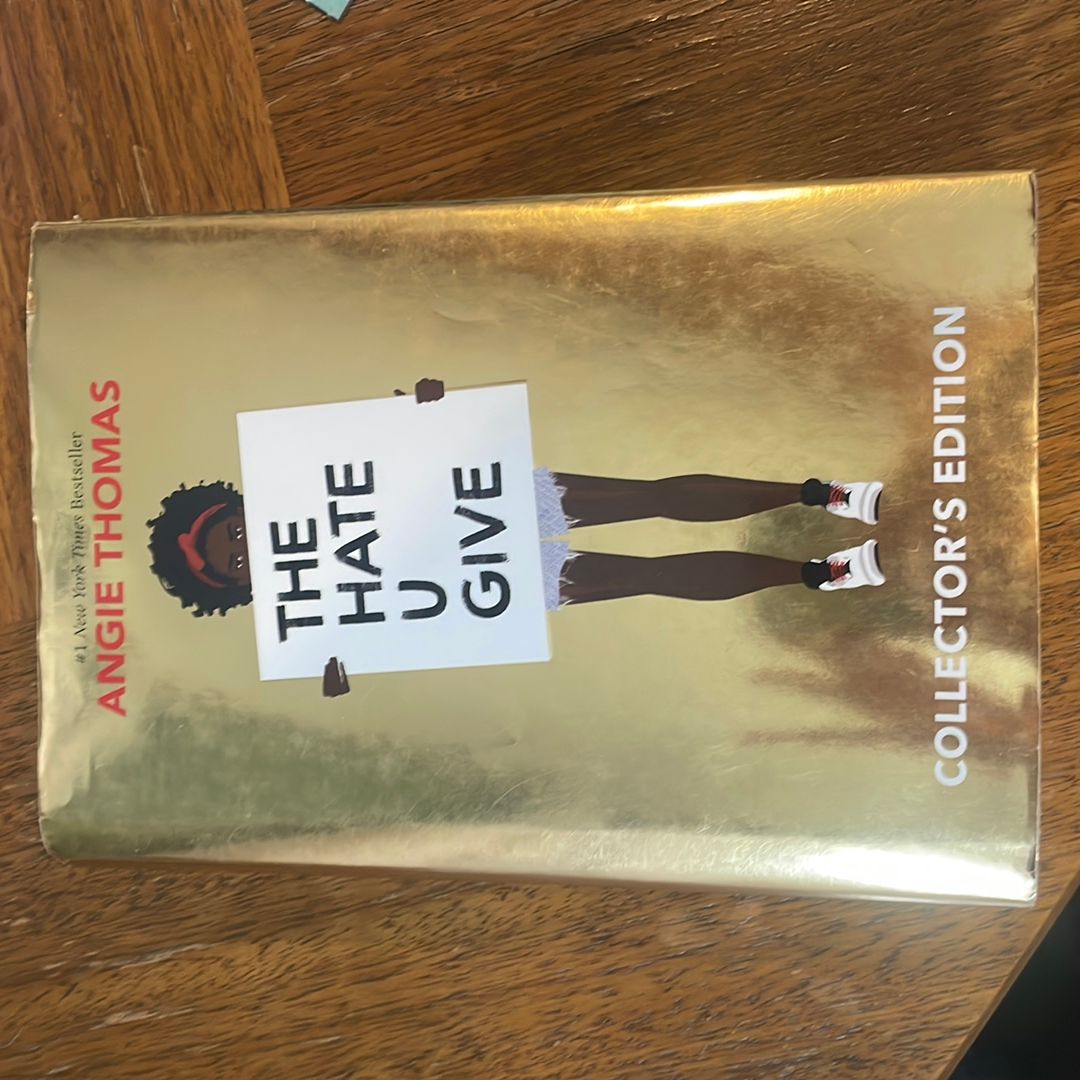 #1 New York Times Bestseller
ANGIE THOMAS
THE
HATE
U
GIVE
COLLECTOR'S EDITION